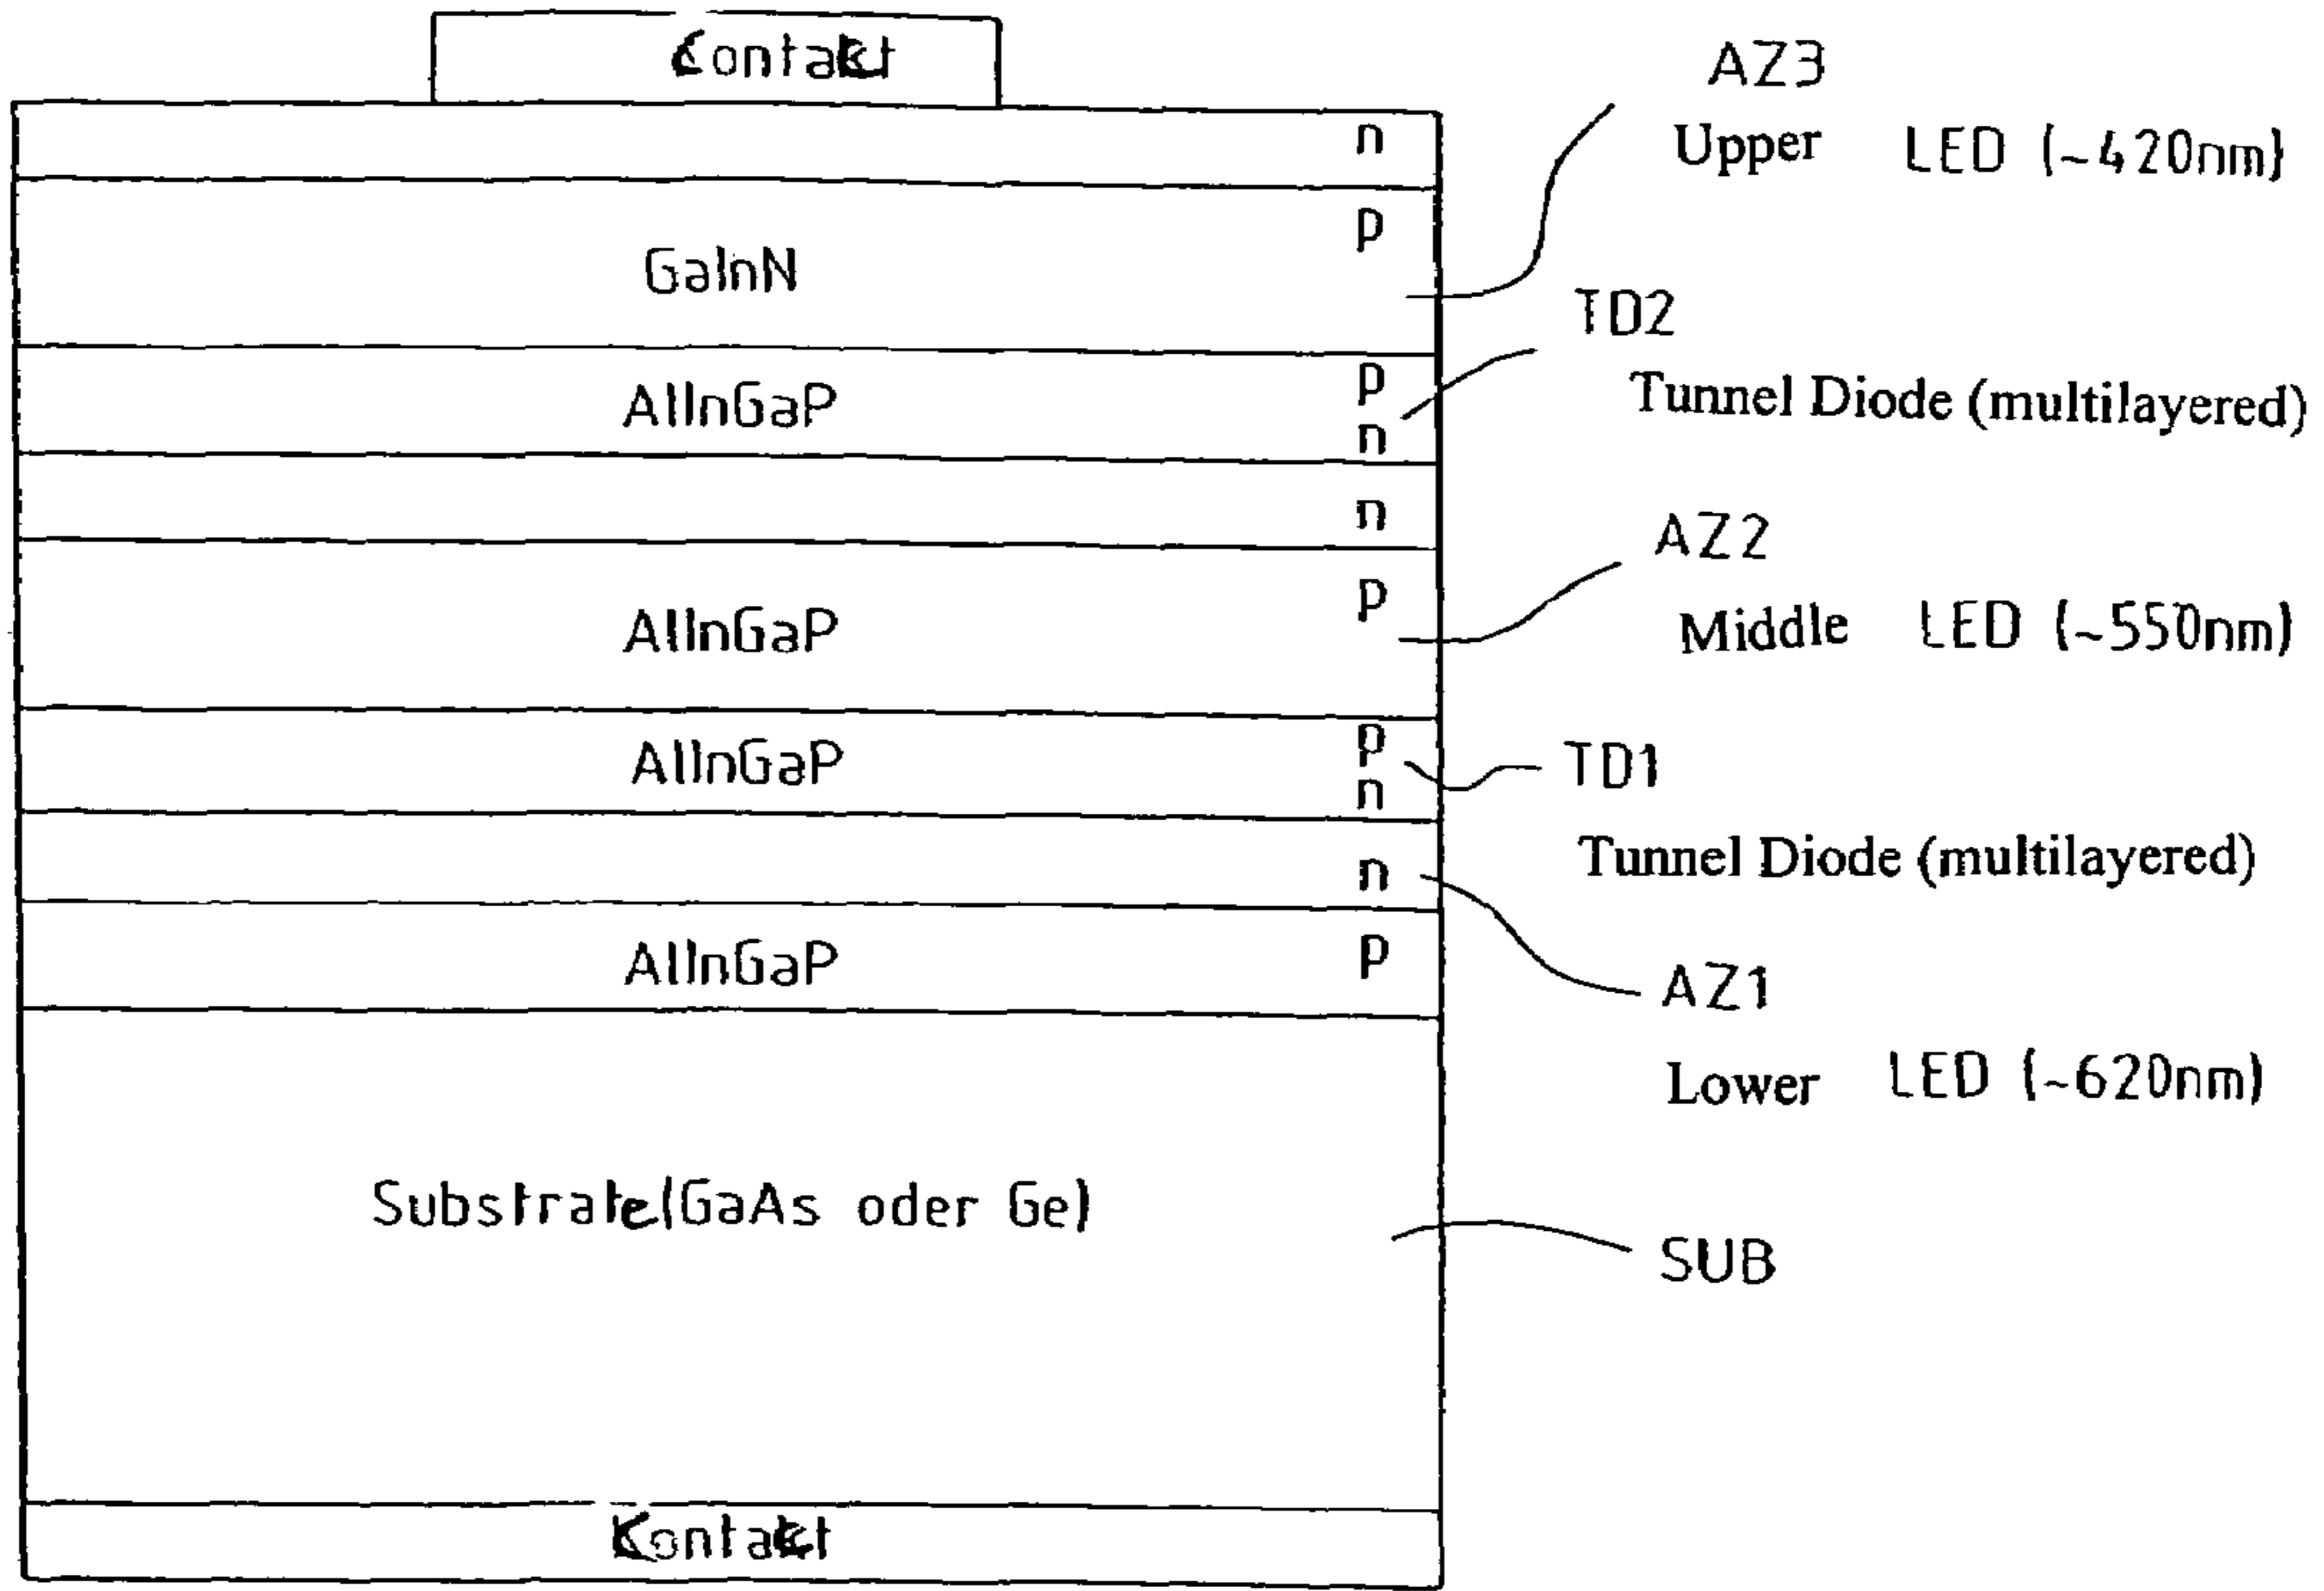 Contakt
n
AZ3
Upper LED (~420nm)
p
GaInN
TD2
p
AlInGaP
Tunnel Diode (multilayered)
n
n
AZ2
p
AlInGaP
Middle LED (~550nm)
p
AlInGaP
TD1
n
Tunnel Diode (multilayered)
n
p
AlInGaP
AZ1
Lower LED (~620nm)
Substrate(GaAs oder Ge)
SUB
Kontakt